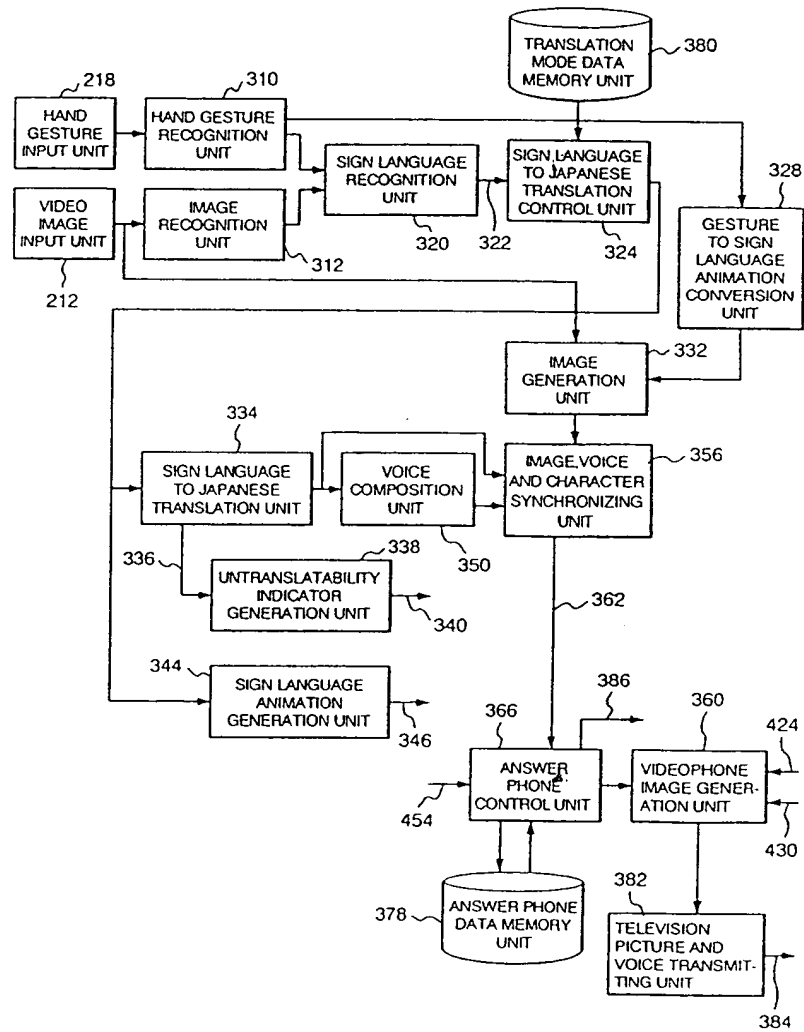 TRANSLATION
MODE DATA
MEMORY UNIT
380
218
310
HAND
GESTURE
INPUT UNIT
HAND GESTURE
RECOGNITION
UNIT
SIGN LANGUAGE
RECOGNITION
UNIT
SIGN LANGUAGE
TO JAPANESE
TRANSLATION
CONTROL UNIT
328
VIDEO
IMAGE
INPUT UNIT
IMAGE
RECOGNITION
UNIT
312
320
322
324
212
GESTURE
TO SIGN
LANGUAGE
ANIMATION
CONVERSION
UNIT
IMAGE
GENERATION
UNIT
332
334
SIGN LANGUAGE
TO JAPANESE
TRANSLATION UNIT
VOICE
COMPOSITION
UNIT
IMAGE, VOICE
AND CHARACTER
SYNCHRONIZING
UNIT
356
336
338
350
UNTRANSLATABILITY
INDICATOR
GENERATION UNIT
340
362
344
SIGN LANGUAGE
ANIMATION
GENERATION UNIT
346
366
386
360
424
ANSWER
PHONE
CONTROL UNIT
VIDEOPHONE
IMAGE GENER-
ATION UNIT
454
430
378
ANSWER PHONE
DATA MEMORY
UNIT
382
TELEVISION
PICTURE AND
VOICE TRANSMIT-
TING UNIT
384